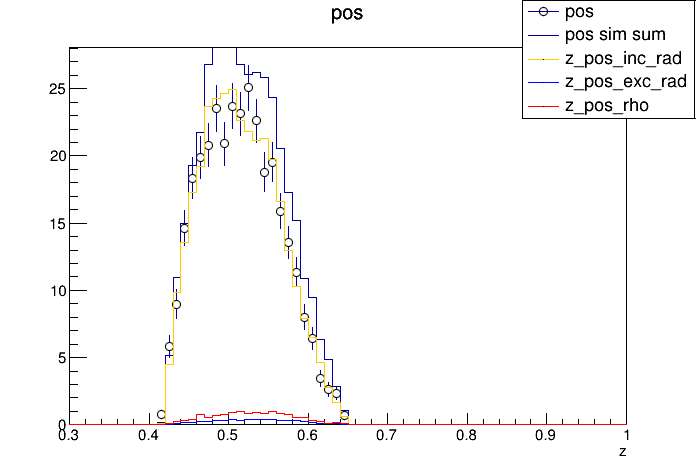 pos
pos
pos sim sum
z_pos_inc_rad
z_pos_exc_rad
z_pos_rho
25
20
15
10
5
0
0.3 0.4 0.5 0.6 0.7 0.8 0.9 1
z